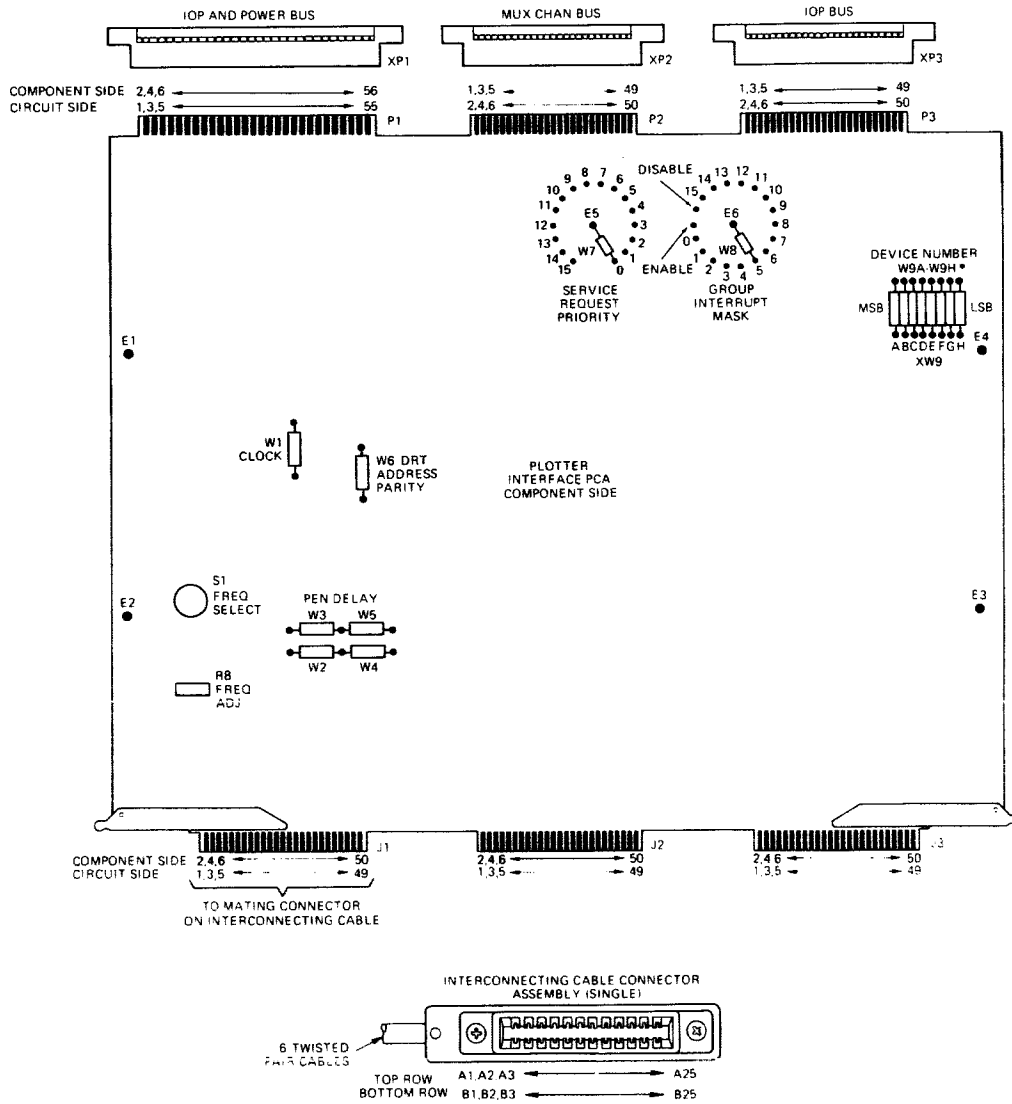 IOP AND POWER BUS
MUX CHAN BUS
IOP BUS
XP1
XP2
XP3
COMPONENT SIDE 2,4,6 56
CIRCUIT SIDE 1,3,5 55
P1
1,3,5 49
2,4,6 50
P2
1,3,5 49
2,4,6 50
P3
DISABLE
ENABLE
0 1 2 3 4 5 6 7 8 9 10 11 12 13 14 15
E5
W7
SERVICE
REQUEST
PRIORITY
0 1 2 3 4 5 6 7 8 9 10 11 12 13 14 15
E6
W8
GROUP
INTERRUPT
MASK
DEVICE NUMBER
W9A-W9H*
MSB
LSB
ABCDEFGH
XW9
E1
E4
W1
CLOCK
W6 DRT
ADDRESS
PARITY
PLOTTER
INTERFACE PCA
COMPONENT SIDE
S1
FREQ
SELECT
E2
E3
PEN DELAY
W3
W5
W2
W4
R8
FREQ
ADJ
COMPONENT SIDE 2,4,6 50
CIRCUIT SIDE 1,3,5 49
J1
2,4,6 50
1,3,5 49
J2
2,4,6 50
1,3,5 49
J3
TO MATING CONNECTOR
ON INTERCONNECTING CABLE
INTERCONNECTING CABLE CONNECTOR
ASSEMBLY (SINGLE)
6 TWISTED
PAIR CABLES
TOP ROW A1,A2,A3 A25
BOTTOM ROW B1,B2,B3 B25